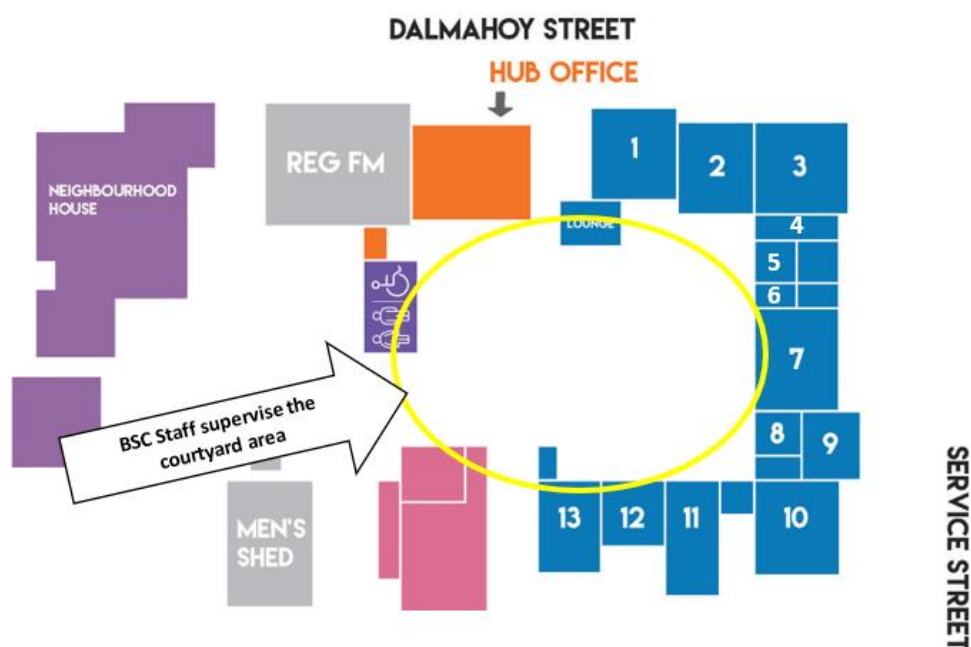 DALMAHOY STREET
HUB OFFICE
REG FM
1
2
3
NEIGHBOURHOOD
HOUSE
LOUNGE
4
5
6
7
BSC Staff supervise the
courtyard area
8
9
MEN'S
SHED
13
12
11
10
SERVICE STREET